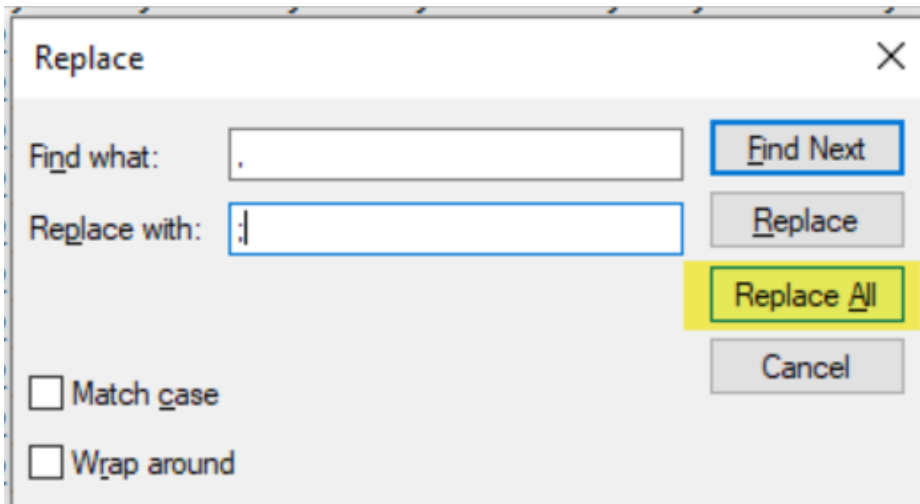 Replace
Find what: ,
Find Next
Replace with: ;
Replace
Replace All
Cancel
Match case
Wrap around